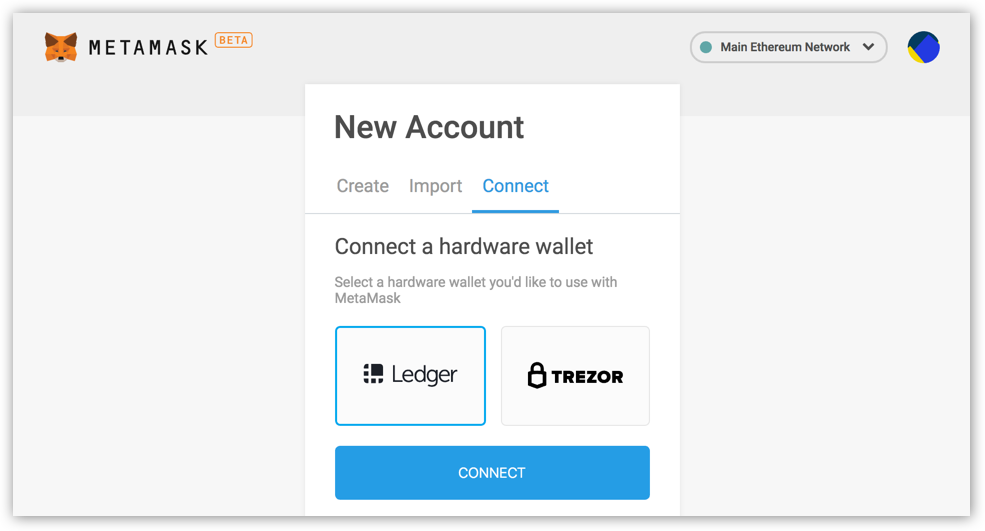 METAMASK BETA
Main Ethereum Network
New Account
Create Import Connect
Connect a hardware wallet
Select a hardware wallet you'd like to use with
MetaMask
Ledger TREZOR
CONNECT